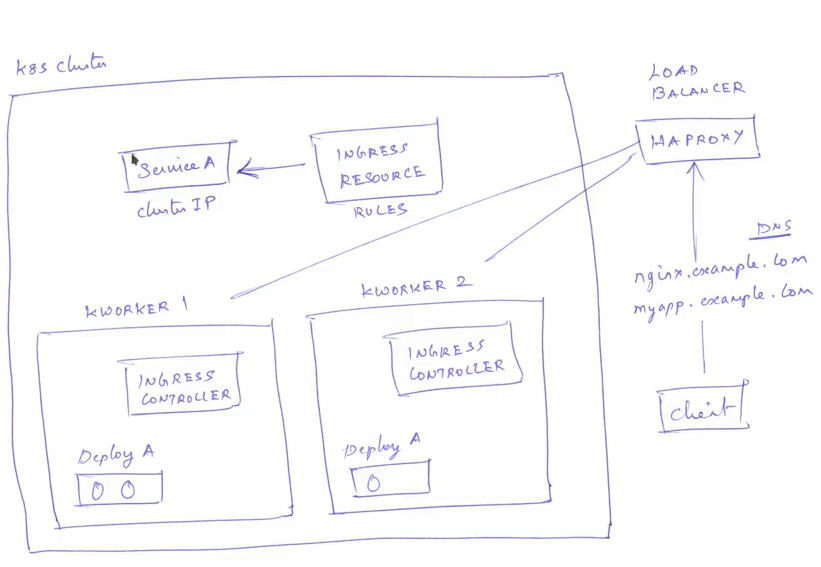 K8s Cluster
LOAD
BALANCER
HAPROXY
Service A
Cluster IP
INGRESS
RESOURCE
RULES
DNS
nginx.example.com
myapp.example.com
Client
KWORKER 1
INGRESS
CONTROLLER
Deploy A
KWORKER 2
INGRESS
CONTROLLER
Deploy A